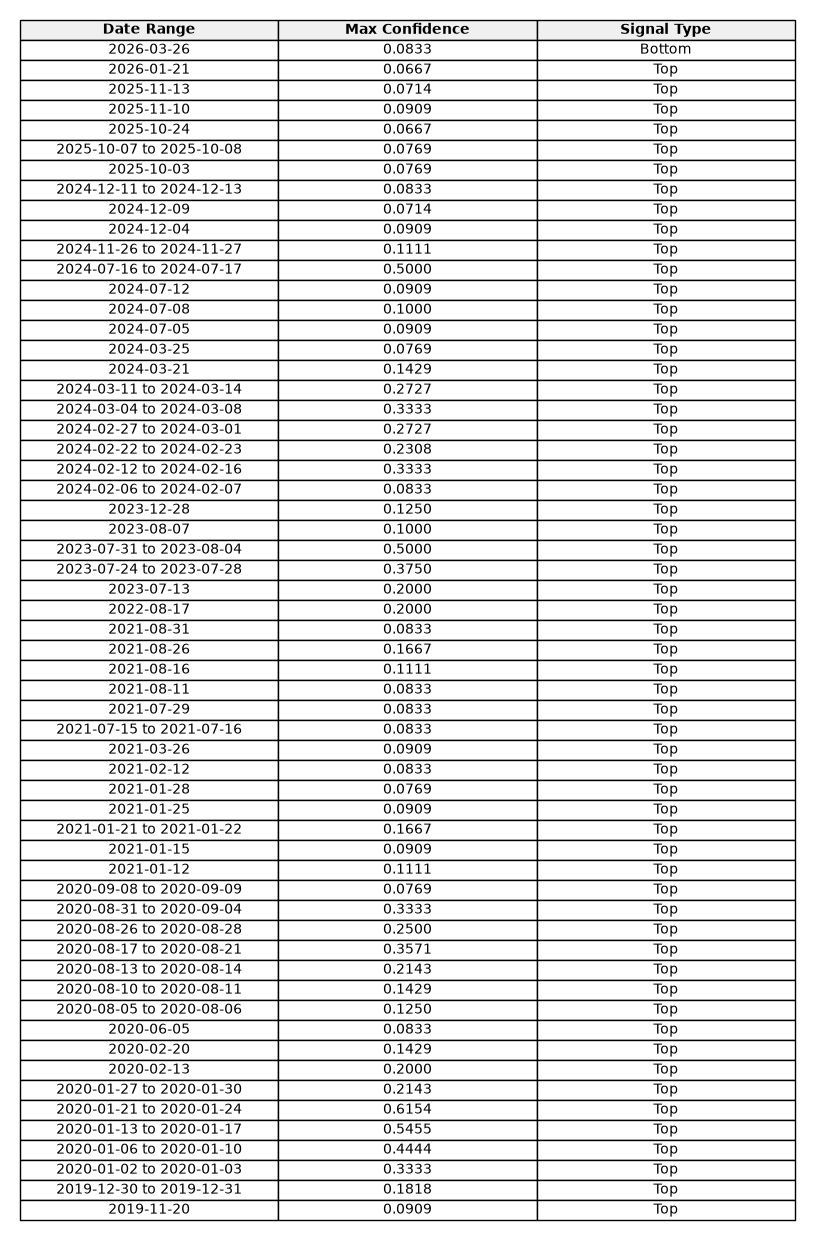 Date Range Max Confidence Signal Type
2026-03-26 0.0833 Bottom
2026-01-21 0.0667 Top
2025-11-13 0.0714 Top
2025-11-10 0.0909 Top
2025-10-24 0.0667 Top
2025-10-07 to 2025-10-08 0.0769 Top
2025-10-03 0.0769 Top
2024-12-11 to 2024-12-13 0.0833 Top
2024-12-09 0.0714 Top
2024-12-04 0.0909 Top
2024-11-26 to 2024-11-27 0.1111 Top
2024-07-16 to 2024-07-17 0.5000 Top
2024-07-12 0.0909 Top
2024-07-08 0.1000 Top
2024-07-05 0.0909 Top
2024-03-25 0.0769 Top
2024-03-21 0.1429 Top
2024-03-11 to 2024-03-14 0.2727 Top
2024-03-04 to 2024-03-08 0.3333 Top
2024-02-27 to 2024-03-01 0.2727 Top
2024-02-22 to 2024-02-23 0.2308 Top
2024-02-12 to 2024-02-16 0.3333 Top
2024-02-06 to 2024-02-07 0.0833 Top
2023-12-28 0.1250 Top
2023-08-07 0.1000 Top
2023-07-31 to 2023-08-04 0.5000 Top
2023-07-24 to 2023-07-28 0.3750 Top
2023-07-13 0.2000 Top
2022-08-17 0.2000 Top
2021-08-31 0.0833 Top
2021-08-26 0.1667 Top
2021-08-16 0.1111 Top
2021-08-11 0.0833 Top
2021-07-29 0.0833 Top
2021-07-15 to 2021-07-16 0.0833 Top
2021-03-26 0.0909 Top
2021-02-12 0.0833 Top
2021-01-28 0.0769 Top
2021-01-25 0.0909 Top
2021-01-21 to 2021-01-22 0.1667 Top
2021-01-15 0.0909 Top
2021-01-12 0.1111 Top
2020-09-08 to 2020-09-09 0.0769 Top
2020-08-31 to 2020-09-04 0.3333 Top
2020-08-26 to 2020-08-28 0.2500 Top
2020-08-17 to 2020-08-21 0.3571 Top
2020-08-13 to 2020-08-14 0.2143 Top
2020-08-10 to 2020-08-11 0.1429 Top
2020-08-05 to 2020-08-06 0.1250 Top
2020-06-05 0.0833 Top
2020-02-20 0.1429 Top
2020-02-13 0.2000 Top
2020-01-27 to 2020-01-30 0.2143 Top
2020-01-21 to 2020-01-24 0.6154 Top
2020-01-13 to 2020-01-17 0.5455 Top
2020-01-06 to 2020-01-10 0.4444 Top
2020-01-02 to 2020-01-03 0.3333 Top
2019-12-30 to 2019-12-31 0.1818 Top
2019-11-20 0.0909 Top